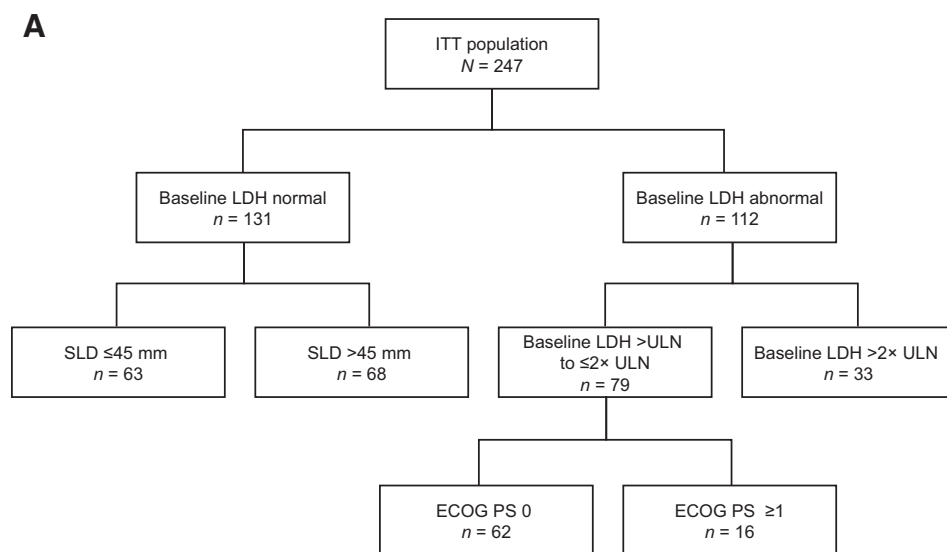 A
ITT population
N = 247
Baseline LDH normal
n = 131
Baseline LDH abnormal
n = 112
SLD ≤45 mm
n = 63
SLD >45 mm
n = 68
Baseline LDH >ULN
to ≤2× ULN
n = 79
Baseline LDH >2× ULN
n = 33
ECOG PS 0
n = 62
ECOG PS ≥1
n = 16